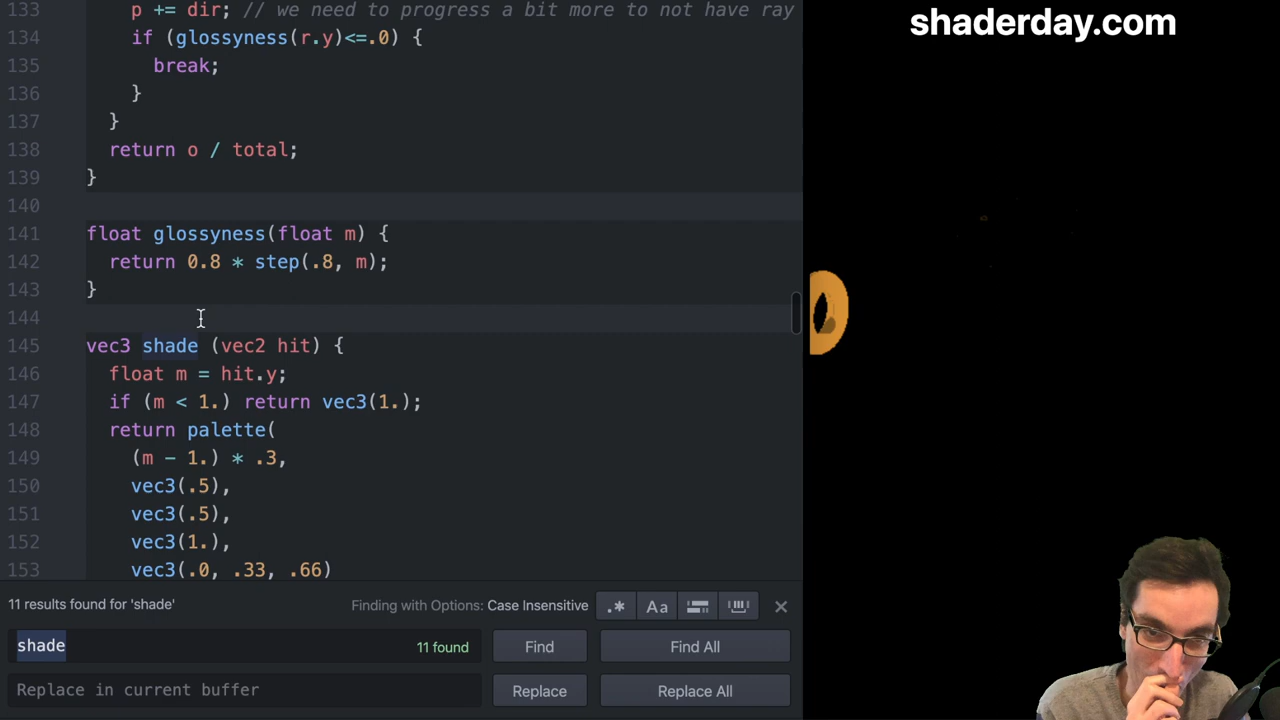 133 p += dir; // we need to progress a bit more to not have ray
134 if (glossyness(r.y)<=.0) {
135 break;
136 }
137 }
138 return o / total;
139 }
140
141 float glossyness(float m) {
142 return 0.8 * step(.8, m);
143 }
144
145 vec3 shade (vec2 hit) {
146 float m = hit.y;
147 if (m < 1.) return vec3(1.);
148 return palette(
149 (m - 1.) * .3,
150 vec3(.5),
151 vec3(.5),
152 vec3(1.),
153 vec3(.0, .33, .66)
shaderday.com
11 results found for 'shade'
Finding with Options: Case Insensitive
.* Aa
shade
11 found
Find
Find All
Replace in current buffer
Replace
Replace All